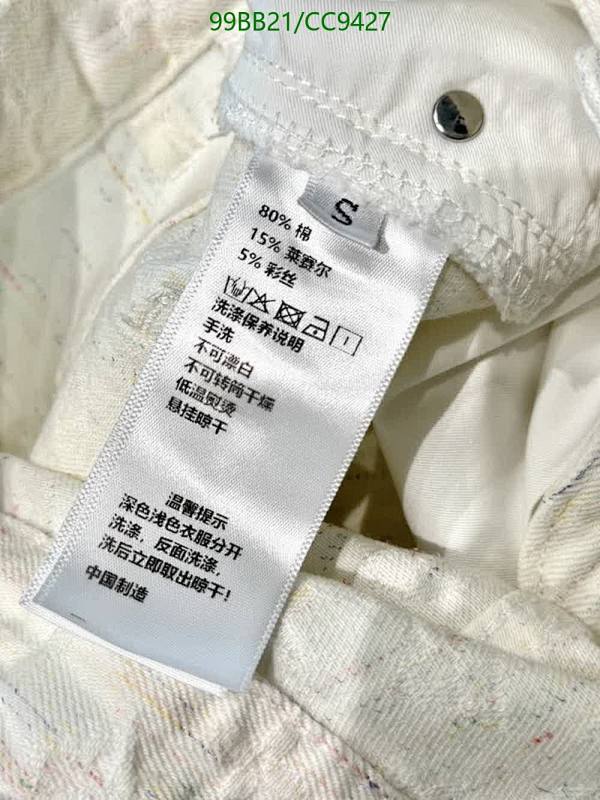 99BB21/CC9427
S
80% 棉
15% 莱赛尔
5% 彩丝
洗涤保养说明
手洗
不可漂白
不可转筒干燥
低温熨烫
悬挂晾干
温馨提示
深色浅色衣服分开
洗涤，反面洗涤，
洗后立即取出晾干！
中国制造